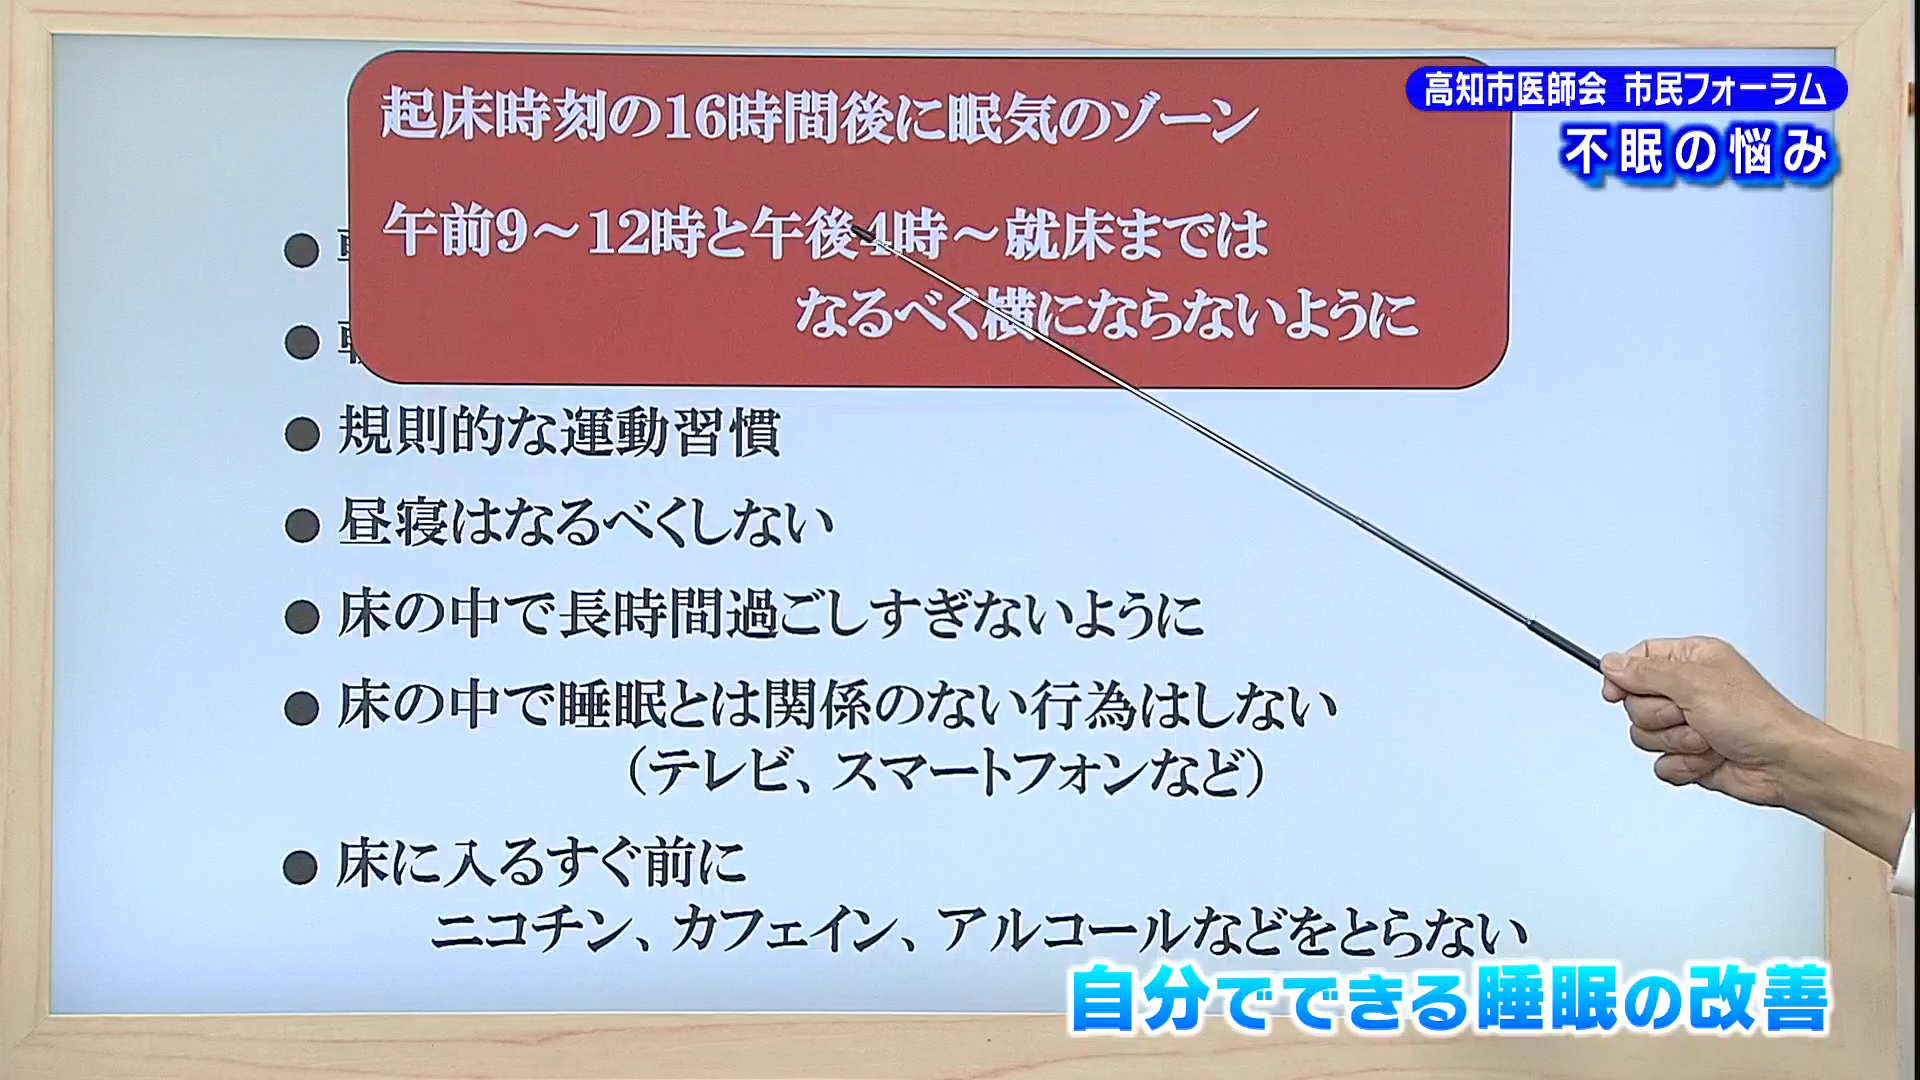 高知市医師会 市民フォーラム
不眠の悩み
起床時刻の16時間後に眠気のゾーン
午前9～12時と午後4時～就床までは
なるべく横にならないように
● 規則的な運動習慣
● 昼寝はなるべくしない
● 床の中で長時間過ごしすぎないように
● 床の中で睡眠とは関係のない行為はしない
（テレビ、スマートフォンなど）
● 床に入るすぐ前に
ニコチン、カフェイン、アルコールなどをとらない
自分でできる睡眠の改善